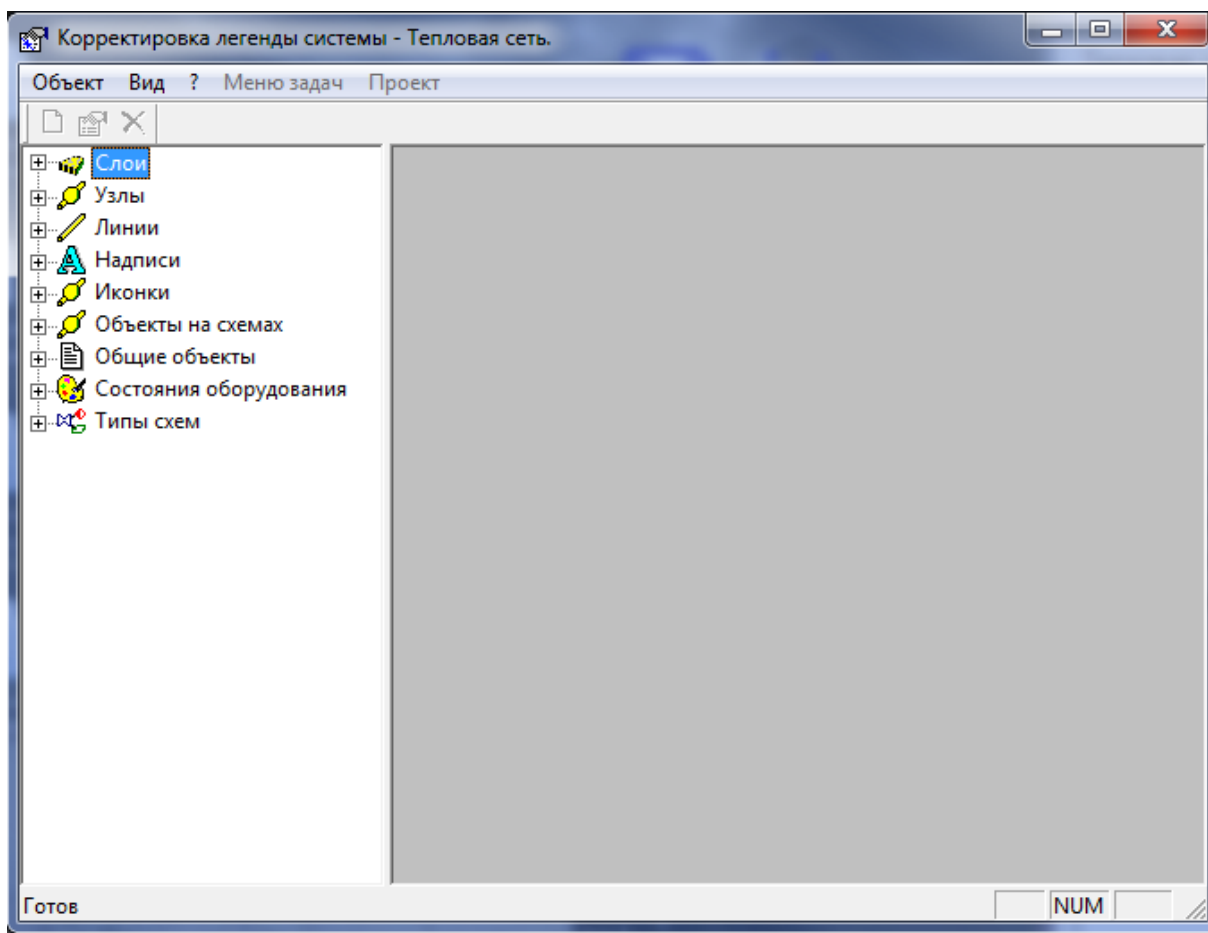 Корректировка легенды системы - Тепловая сеть.
Объект Вид ? Меню задач Проект
Слои
Узлы
Линии
Надписи
Иконки
Объекты на схемах
Общие объекты
Состояния оборудования
Типы схем
Готов NUM